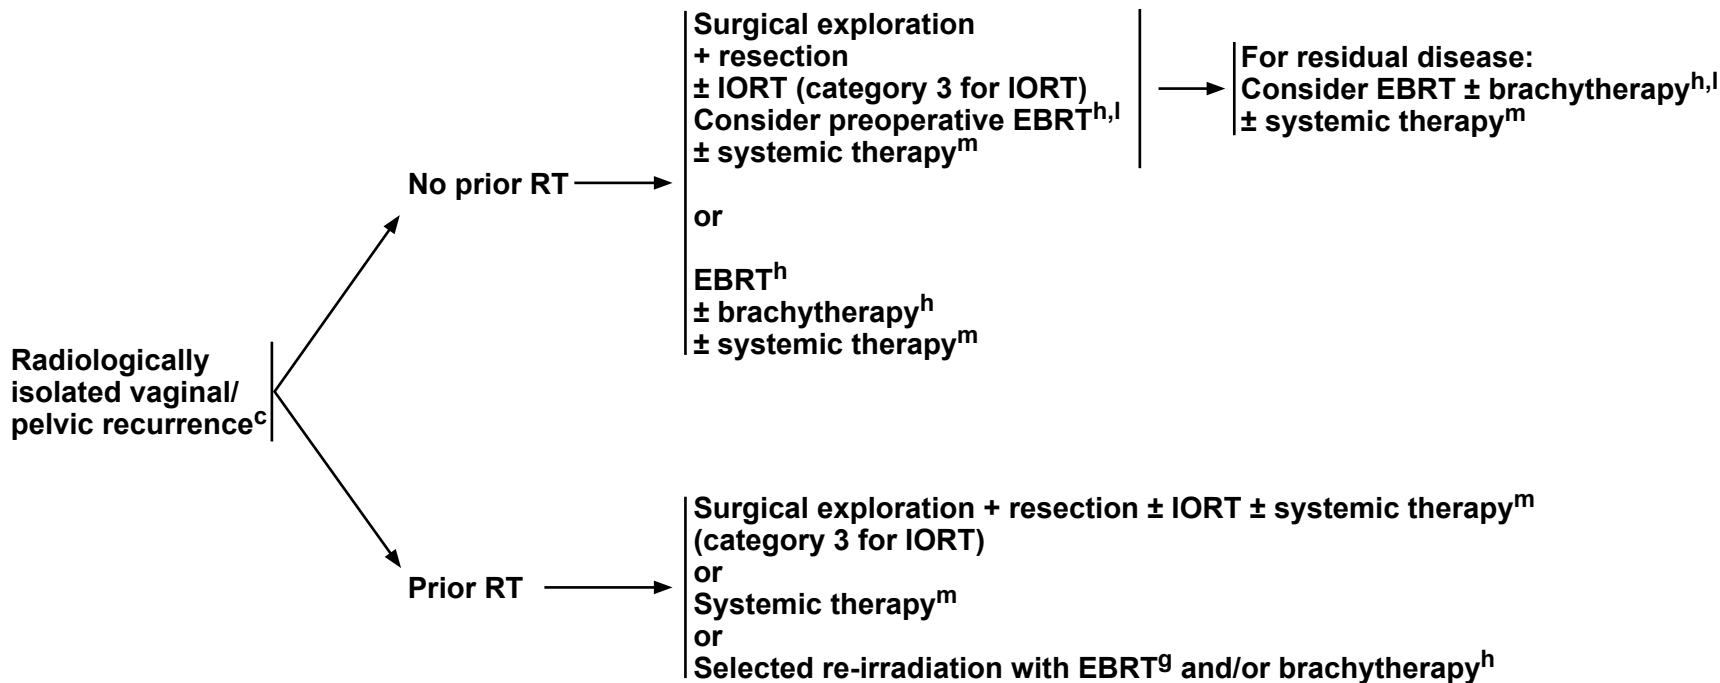 Radiologically
isolated vaginal/
pelvic recurrenceᶜ
No prior RT
Surgical exploration
+ resection
± IORT (category 3 for IORT)
Consider preoperative EBRTʰ,ˡ
± systemic therapyᵐ
or
EBRTʰ
± brachytherapyʰ
± systemic therapyᵐ
For residual disease:
Consider EBRT ± brachytherapyʰ,ˡ
± systemic therapyᵐ
Prior RT
Surgical exploration + resection ± IORT ± systemic therapyᵐ
(category 3 for IORT)
or
Systemic therapyᵐ
or
Selected re-irradiation with EBRTᵍ and/or brachytherapyʰ